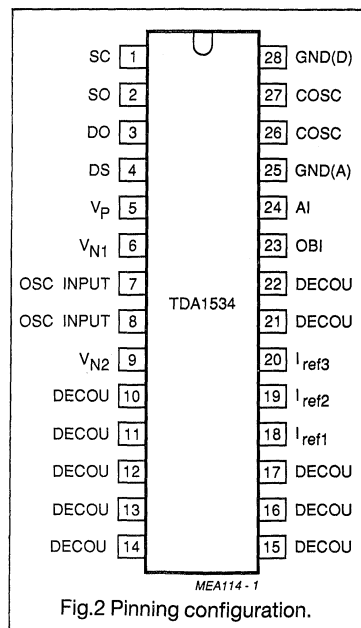 SC 1 28 GND(D)
SO 2 27 COSC
DO 3 26 COSC
DS 4 25 GND(A)
VP 5 24 AI
VN1 6 23 OBI
OSC INPUT 7 22 DECOU
OSC INPUT 8 21 DECOU
TDA1534
VN2 9 20 Iref3
DECOU 10 19 Iref2
DECOU 11 18 Iref1
DECOU 12 17 DECOU
DECOU 13 16 DECOU
DECOU 14 15 DECOU
MEA114 - 1
Fig.2 Pinning configuration.